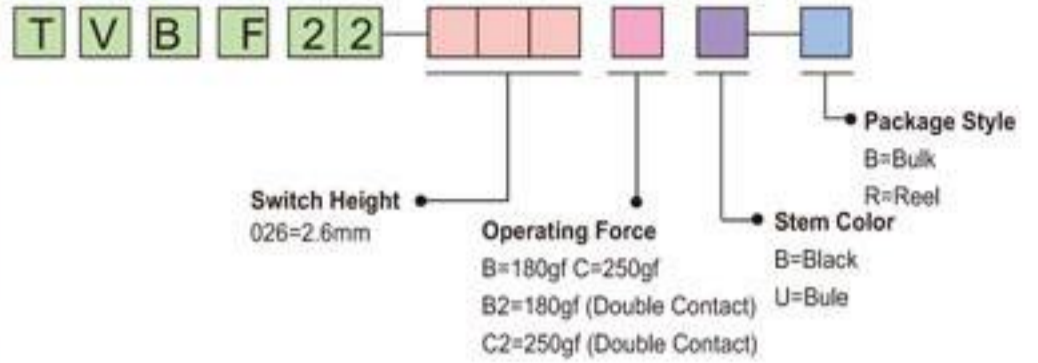 T V B F 2 2
Package Style
B=Bulk
R=Reel
Switch Height
026=2.6mm
Operating Force
B=180gf C=250gf
B2=180gf (Double Contact)
C2=250gf (Double Contact)
Stem Color
B=Black
U=Bule